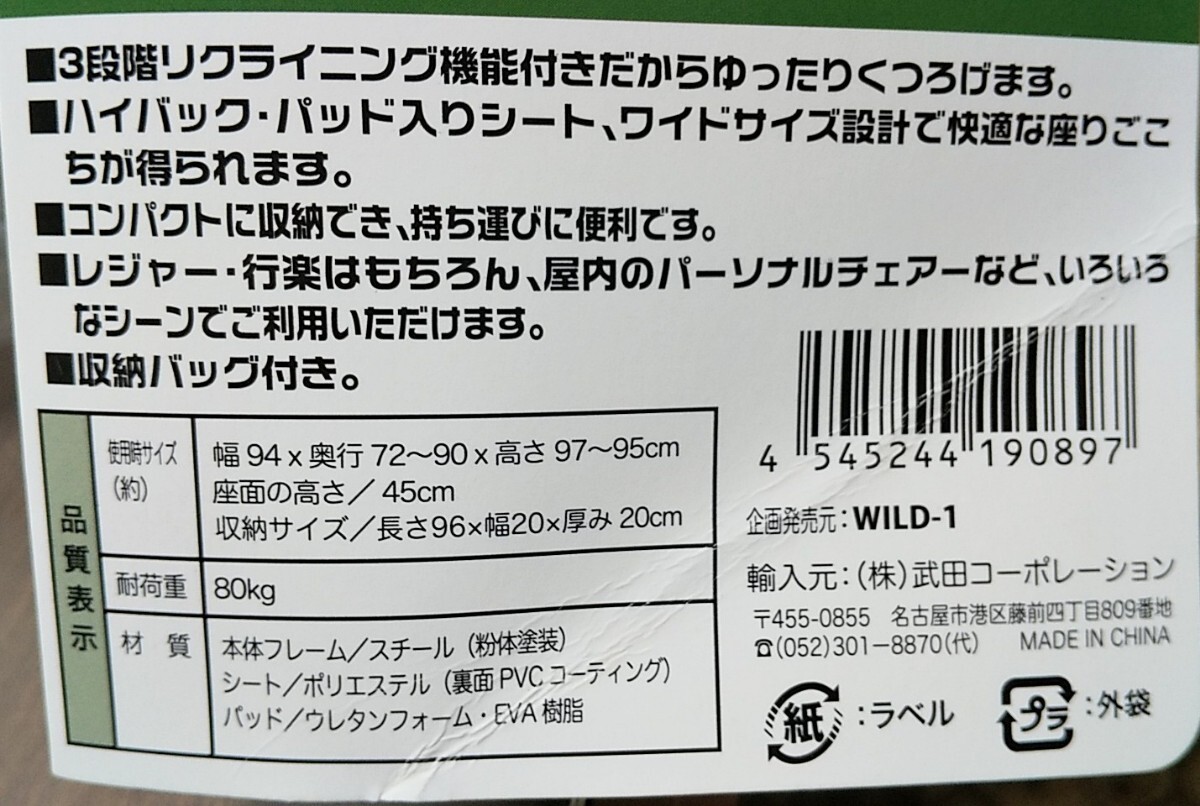 ■3段階リクライニング機能付きだからゆったりくつろげます。
■ハイバック・パッド入りシート、ワイドサイズ設計で快適な座りごこ
ちが得られます。
■コンパクトに収納でき、持ち運びに便利です。
■レジャー・行楽はもちろん、屋内のパーソナルチェアーなど、いろいろ
なシーンでご利用いただけます。
■収納バッグ付き。
品質表示
使用時サイズ
(約)
幅 94 x 奥行 72〜90 x 高さ 97〜95cm
座面の高さ／ 45cm
収納サイズ／長さ96×幅20×厚み 20cm
耐荷重
80kg
材 質
本体フレーム／スチール（粉体塗装）
シート／ポリエステル（裏面 PVC コーティング）
パッド／ウレタンフォーム・EVA 樹脂
4 545244 190897
企画発売元：WILD-1
輸入元：（株）武田コーポレーション
〒455-0855 名古屋市港区藤前四丁目809番地
☎(052)301−8870(代) MADE IN CHINA
紙：ラベル
プラ：外袋